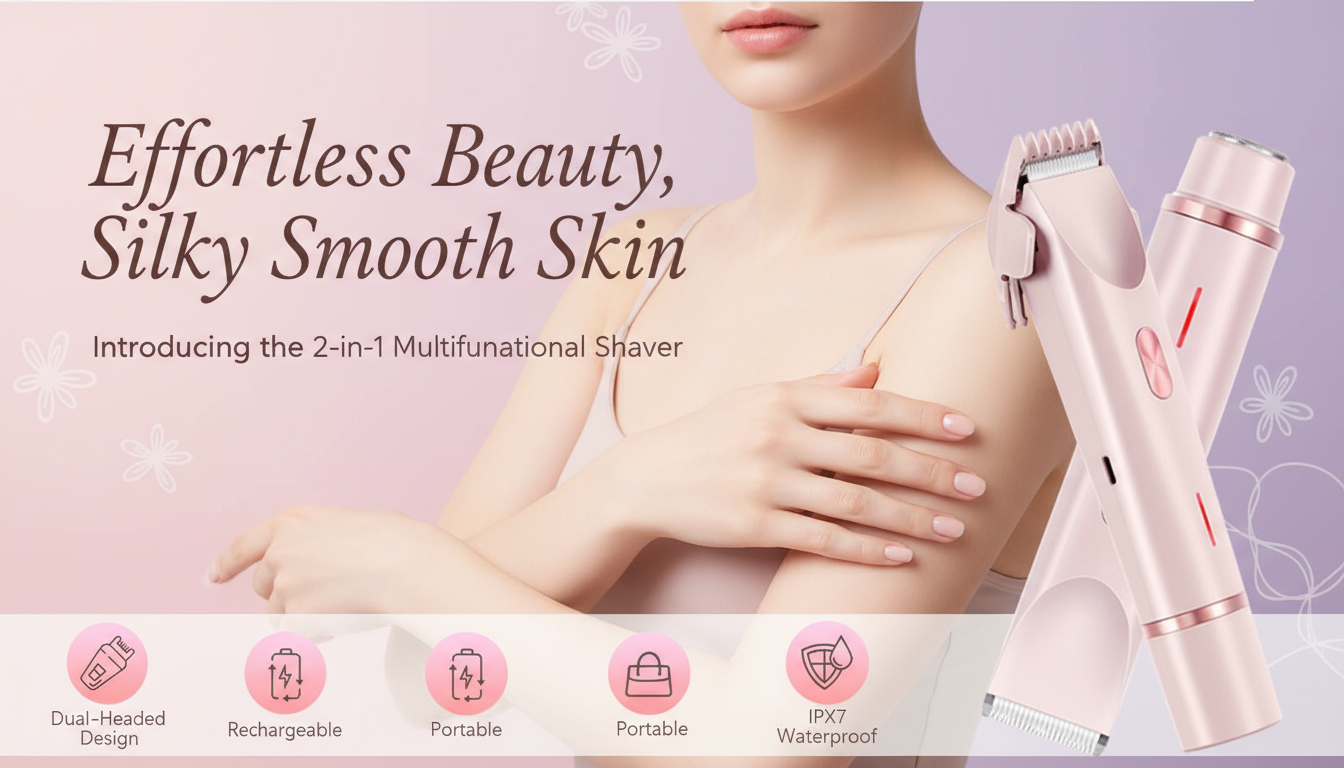 Effortless Beauty,
Silky Smooth Skin
Introducing the 2-in-1 Multifunational Shaver
Dual-Headed
Design
Rechargeable
Portable
Portable
IPX7
Waterproof